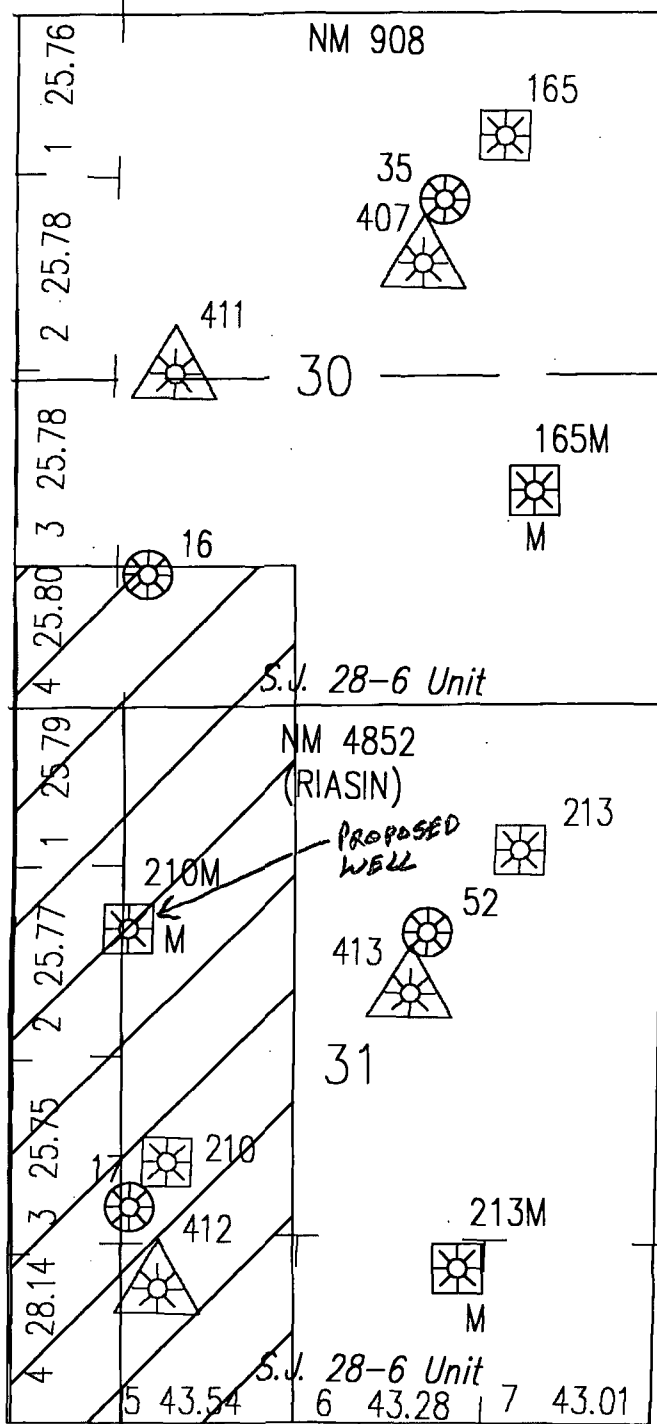 NM 908
1 25.76
165
35
407
2 25.78
411
30
3 25.78
165M
M
16
4 25.80
S.J. 28-6 Unit
1 25.79
NM 4852
(RIASIN)
PROPOSED
WELL
213
210M
M
52
413
2 25.77
31
3 25.75
210
17
412
213M
M
4 28.14
S.J. 28-6 Unit
5 43.54 6 43.28 7 43.01